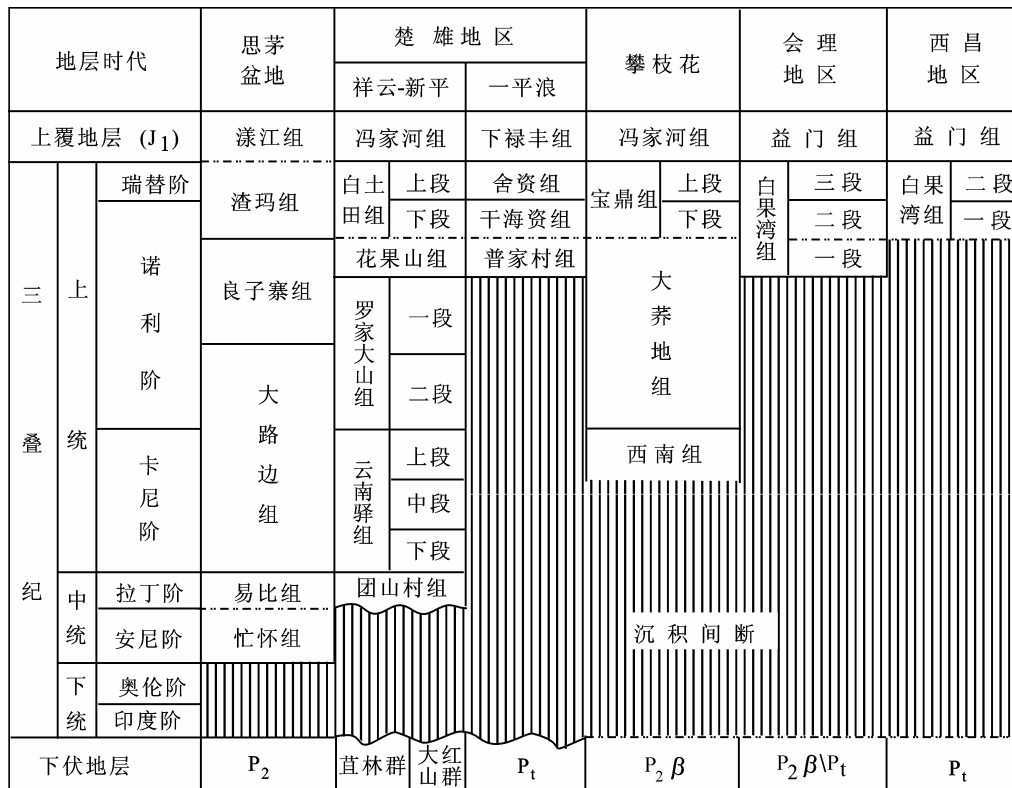 地层时代
思茅
盆地
楚雄地区
祥云-新平
一平浪
攀枝花
会理
地区
西昌
地区
上覆地层 (J1)
漾江组
冯家河组
下禄丰组
冯家河组
益门组
益门组
三叠纪
上统
瑞替阶
诺利阶
卡尼阶
中统
拉丁阶
安尼阶
下统
奥伦阶
印度阶
渣玛组
良子寨组
大路边组
易比组
忙怀组
白土
田组
上段
下段
花果山组
罗家大山组
一段
二段
云南驿组
上段
中段
下段
团山村组
舍资组
干海资组
普家村组
宝鼎组
上段
下段
大荞地组
西南组
沉积间断
白果湾组
三段
二段
一段
白果
湾组
二段
一段
下伏地层
P2
苴林群
大红
山群
Pt
P2β
P2β\Pt
Pt